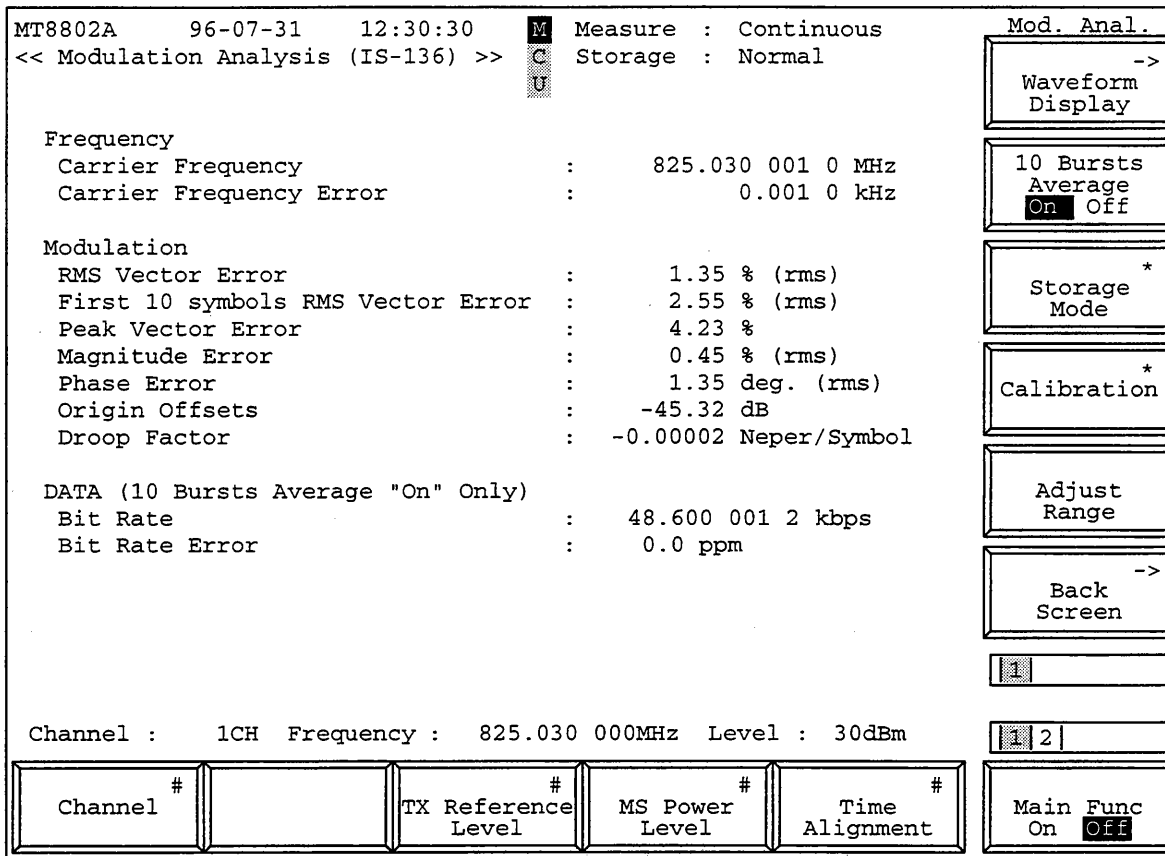 MT8802A 96-07-31 12:30:30 M Measure : Continuous
<< Modulation Analysis (IS-136) >> C Storage : Normal
U
Frequency
Carrier Frequency : 825.030 001 0 MHz
Carrier Frequency Error : 0.001 0 kHz
Modulation
RMS Vector Error : 1.35 % (rms)
First 10 symbols RMS Vector Error : 2.55 % (rms)
Peak Vector Error : 4.23 %
Magnitude Error : 0.45 % (rms)
Phase Error : 1.35 deg. (rms)
Origin Offsets : -45.32 dB
Droop Factor : -0.00002 Neper/Symbol
DATA (10 Bursts Average "On" Only)
Bit Rate : 48.600 001 2 kbps
Bit Rate Error : 0.0 ppm
Channel : 1CH Frequency : 825.030 000MHz Level : 30dBm
Mod. Anal.
->
Waveform
Display
10 Bursts
Average
On Off
*
Storage
Mode
*
Calibration
Adjust
Range
->
Back
Screen
1
1 2
#
Channel
#
TX Reference
Level
#
MS Power
Level
#
Time
Alignment
Main Func
On Off